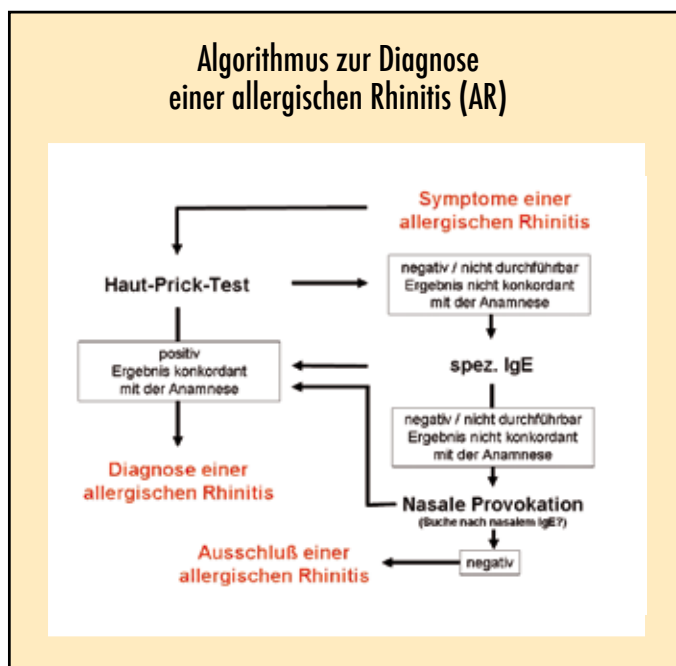 Algorithmus zur Diagnose
einer allergischen Rhinitis (AR)
Symptome einer
allergischen Rhinitis
Haut-Prick-Test
negativ / nicht durchführbar
Ergebnis nicht konkordant
mit der Anamnese
positiv
Ergebnis konkordant
mit der Anamnese
spez. IgE
negativ / nicht durchführbar
Ergebnis nicht konkordant
mit der Anamnese
Diagnose einer
allergischen Rhinitis
Nasale Provokation
(Suche nach nasalem IgE?)
Ausschluß einer
allergischen Rhinitis
negativ